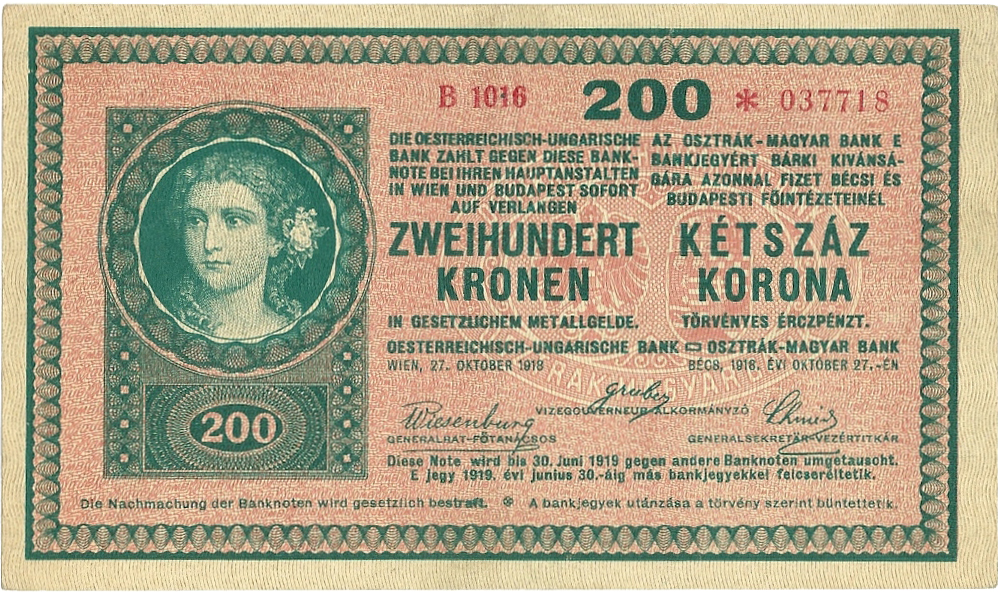 B 1016 200 * 037718
DIE OESTERREICHISCH-UNGARISCHE
BANK ZAHLT GEGEN DIESE BANK-
NOTE BEI IHREN HAUPTANSTALTEN
IN WIEN UND BUDAPEST SOFORT
AUF VERLANGEN
ZWEIHUNDERT
KRONEN
IN GESETZLICHEM METALLGELDE.
AZ OSZTRÁK-MAGYAR BANK E
BANKJEGYÉRT BÁRKI KIVÁNSÁ-
GÁRA AZONNAL FIZET BÉCSI ÉS
BUDAPESTI FŐINTÉZETEINÉL
KÉTSZÁZ
KORONA
TÖRVÉNYES ÉRCZPÉNZT.
OESTERREICHISCH-UNGARISCHE BANK OSZTRÁK-MAGYAR BANK
WIEN, 27. OKTOBER 1918 BÉCS, 1918. ÉVI OKTÓBER 27.-ÉN
gruber
VIZEGOUVERNEUR ALKORMÁNYZÓ
Wiesenburg
GENERALRAT-FŐTANÁCSOS
Schmid
GENERALSEKRETÄR-VEZÉRTITKÁR
200
Diese Note wird bis 30. Juni 1919 gegen andere Banknoten umgetauscht.
E jegy 1919. évi junius 30.-áig más bankjegyekkel felcseréltetik.
Die Nachmachung der Banknoten wird gesetzlich bestraft. * A bankjegyek utánzása a törvény szerint büntettetik.